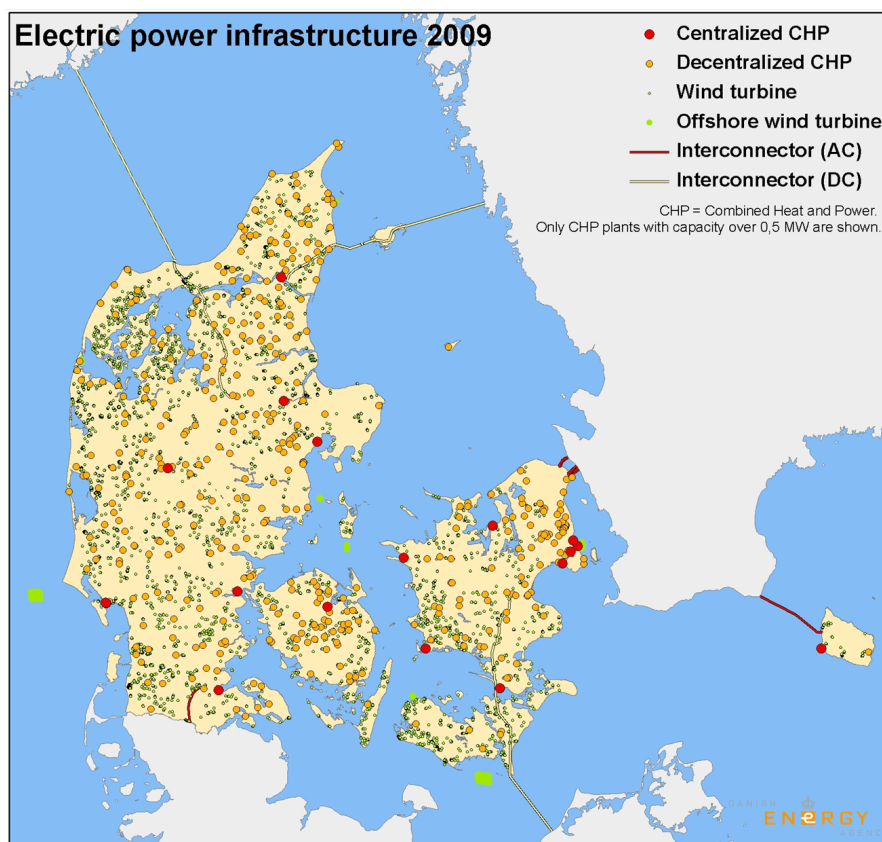 Electric power infrastructure 2009
Centralized CHP
Decentralized CHP
Wind turbine
Offshore wind turbine
Interconnector (AC)
Interconnector (DC)
CHP = Combined Heat and Power.
Only CHP plants with capacity over 0,5 MW are shown.
DANISH
ENERGY